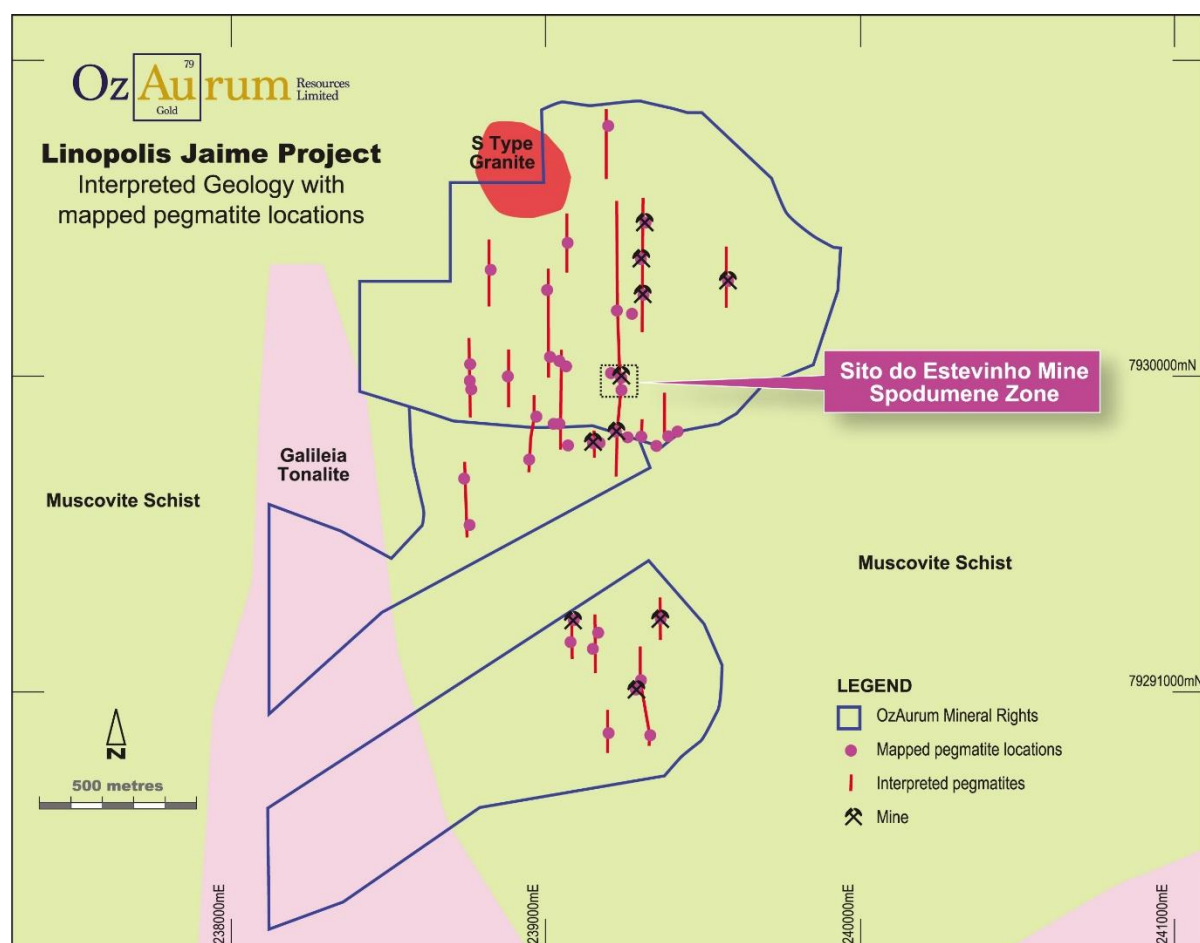 79
Oz Aurum Resources
Limited
Gold
Linopolis Jaime Project
Interpreted Geology with
mapped pegmatite locations
S Type
Granite
7930000mN
Sito do Estevinho Mine
Spodumene Zone
Galileia
Tonalite
Muscovite Schist
Muscovite Schist
79291000mN
LEGEND
OzAurum Mineral Rights
Mapped pegmatite locations
Interpreted pegmatites
Mine
N
500 metres
238000mE
239000mE
240000mE
241000mE